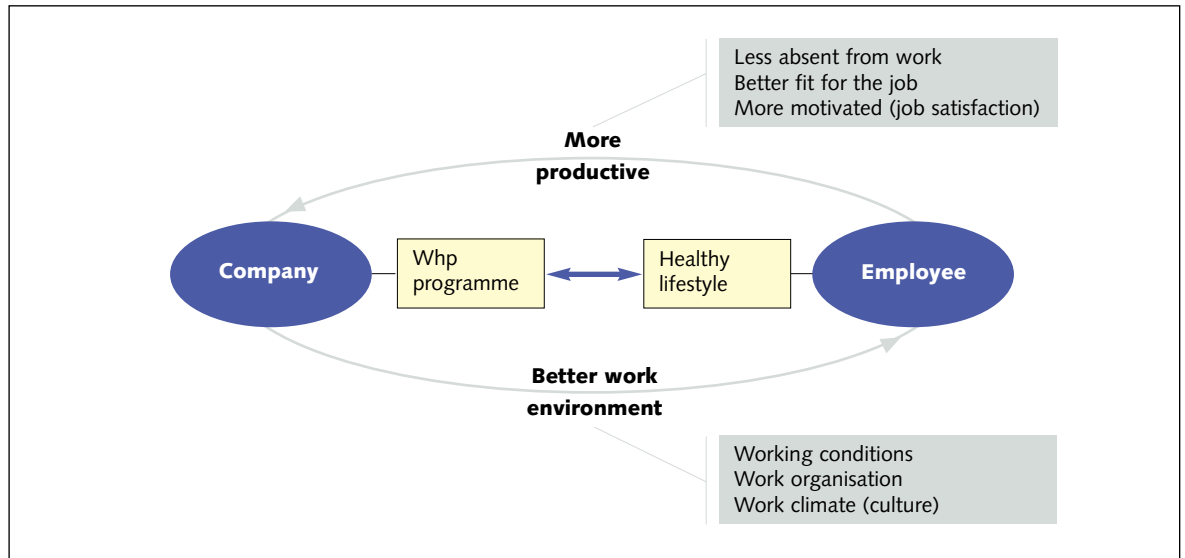 Less absent from work
Better fit for the job
More motivated (job satisfaction)
More
productive
Company
Whp
programme
Healthy
lifestyle
Employee
Better work
environment
Working conditions
Work organisation
Work climate (culture)